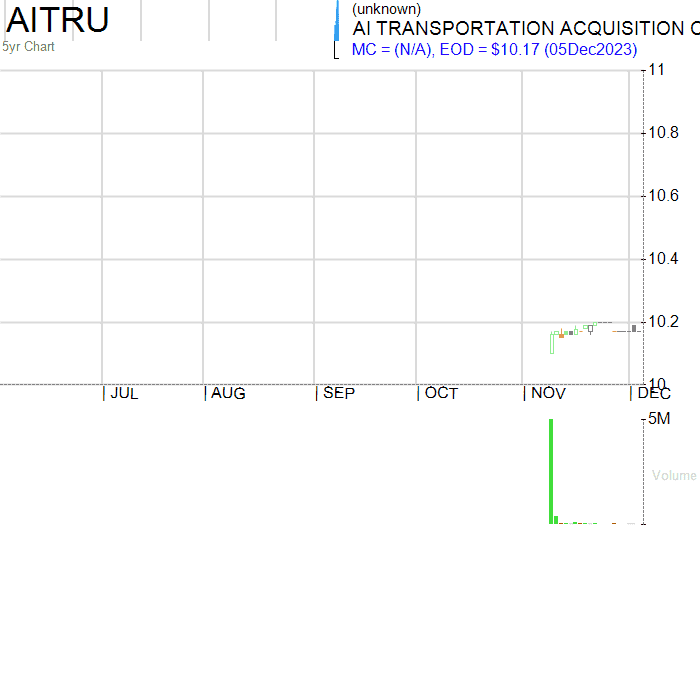 AITRU
5yr Chart
(unknown)
AI TRANSPORTATION ACQUISITION C
MC = (N/A), EOD = $10.17 (05Dec2023)
11
10.8
10.6
10.4
10.2
10
JUL AUG SEP OCT NOV DEC
5M
Volume